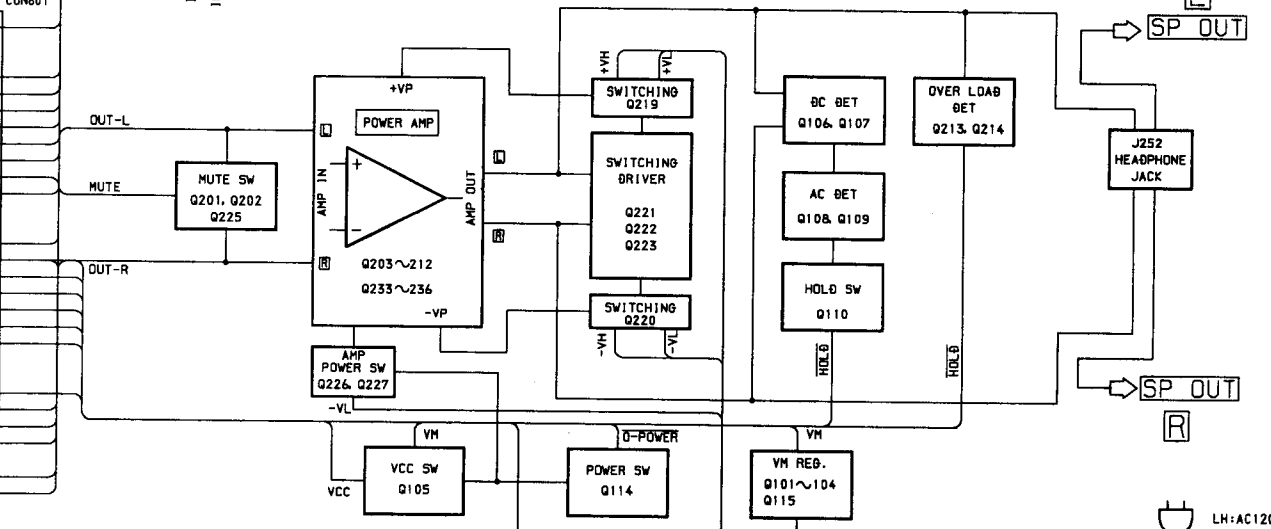 L
SP OUT
+VH
+VL
+VP
POWER AMP
SWITCHING
Q219
DC DET
Q106, Q107
OVER LOAD
DET
Q213, Q214
J252
HEADPHONE
JACK
OUT-L
L
L
MUTE
MUTE SW
Q201, Q202
Q225
AMP IN
+
-
AMP OUT
SWITCHING
DRIVER
Q221
Q222
Q223
AC DET
Q108, Q109
OUT-R
R
R
Q203~212
Q233~236
-VP
SWITCHING
Q220
-VH
-VL
HOLD SW
Q110
HOLD
HOLD
AMP
POWER SW
Q226, Q227
-VL
SP OUT
R
VM
O-POWER
VM
VCC
VCC SW
Q105
POWER SW
Q114
VM REG.
Q101~104
Q115